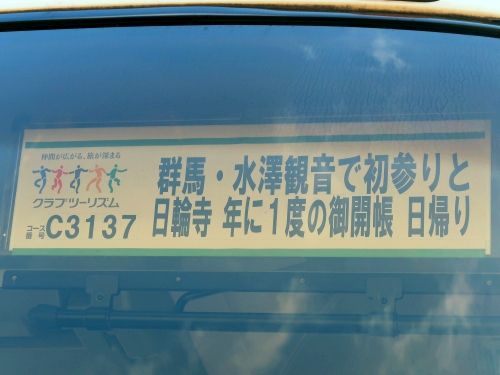 仲間が広がる、旅が深まる
クラブツーリズム
コース番号 C3137
群馬・水澤観音で初参りと
日輪寺 年に1度の御開帳 日帰り